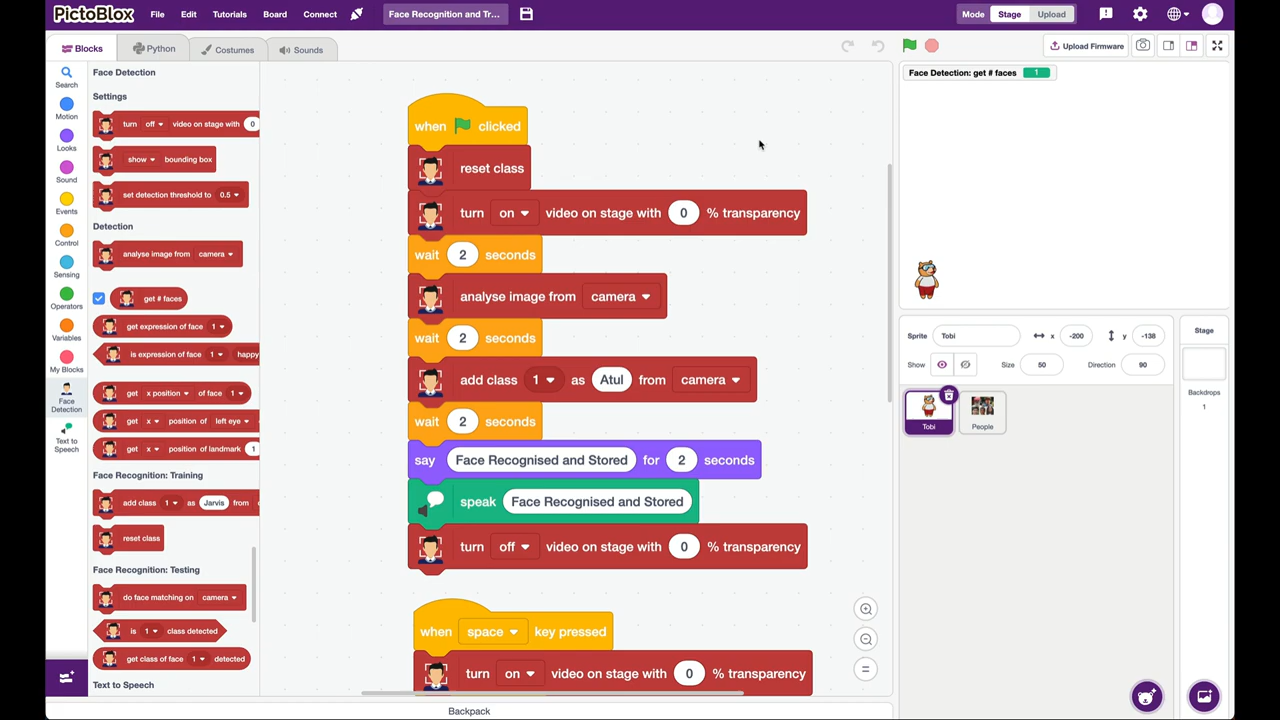 PictoBlox File Edit Tutorials Board Connect Face Recognition and Tr... Mode Stage Upload
Blocks Python Costumes Sounds Upload Firmware
Search
Motion
Looks
Sound
Events
Control
Sensing
Operators
Variables
My Blocks
Face
Detection
Text to
Speech
Face Detection
Settings
turn off video on stage with 0
show bounding box
set detection threshold to 0.5
Detection
analyse image from camera
get # faces
get expression of face 1
is expression of face 1 happy
get x position of face 1
get x position of left eye
get x position of landmark 1
Face Recognition: Training
add class 1 as Jarvis from
reset class
Face Recognition: Testing
do face matching on camera
is 1 class detected
get class of face 1 detected
Text to Speech
when clicked
reset class
turn on video on stage with 0 % transparency
wait 2 seconds
analyse image from camera
wait 2 seconds
add class 1 as Atul from camera
wait 2 seconds
say Face Recognised and Stored for 2 seconds
speak Face Recognised and Stored
turn off video on stage with 0 % transparency
when space key pressed
turn on video on stage with 0 % transparency
Backpack
Face Detection: get # faces 1
Sprite Tobi x -200 y -138
Show Size 50 Direction 90
Tobi
People
Stage
Backdrops
1